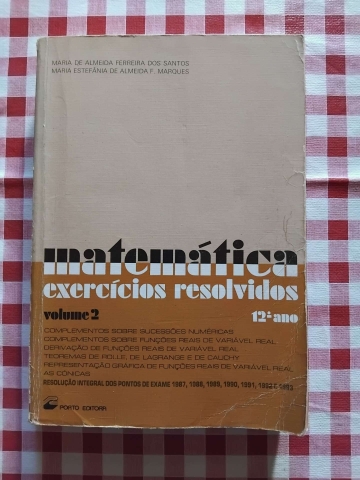 MARIA DE ALMEIDA FERREIRA DOS SANTOS
MARIA ESTEFÂNIA DE ALMEIDA F. MARQUES
matemática
exercícios resolvidos
volume 2 12.º ano
COMPLEMENTOS SOBRE SUCESSÕES NUMÉRICAS
COMPLEMENTOS SOBRE FUNÇÕES REAIS DE VARIÁVEL REAL
DERIVAÇÃO DE FUNÇÕES REAIS DE VARIÁVEL REAL
TEOREMAS DE ROLLE, DE LAGRANGE E DE CAUCHY
REPRESENTAÇÃO GRÁFICA DE FUNÇÕES REAIS DE VARIÁVEL REAL
AS CÓNICAS
RESOLUÇÃO INTEGRAL DOS PONTOS DE EXAME 1987, 1988, 1989, 1990, 1991, 1992 E 1993
PORTO EDITORA